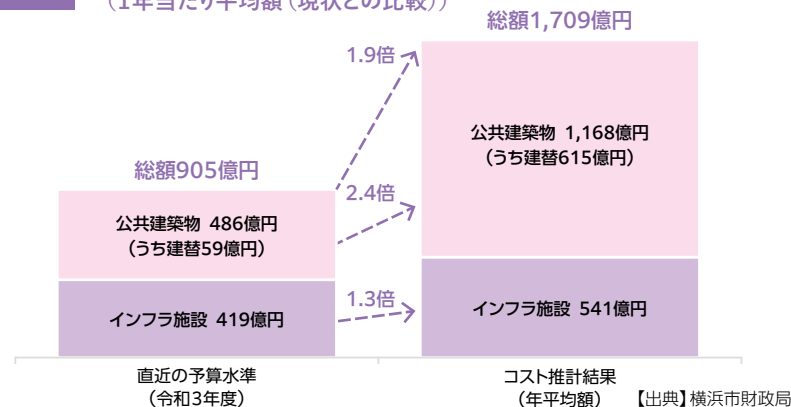 （1年当たり平均額（現状との比較））
総額1,709億円
1.9倍
公共建築物 1,168億円
（うち建替615億円）
総額905億円
2.4倍
公共建築物 486億円
（うち建替59億円）
1.3倍
インフラ施設 419億円
インフラ施設 541億円
直近の予算水準
（令和3年度）
コスト推計結果
（年平均額）
【出典】横浜市財政局